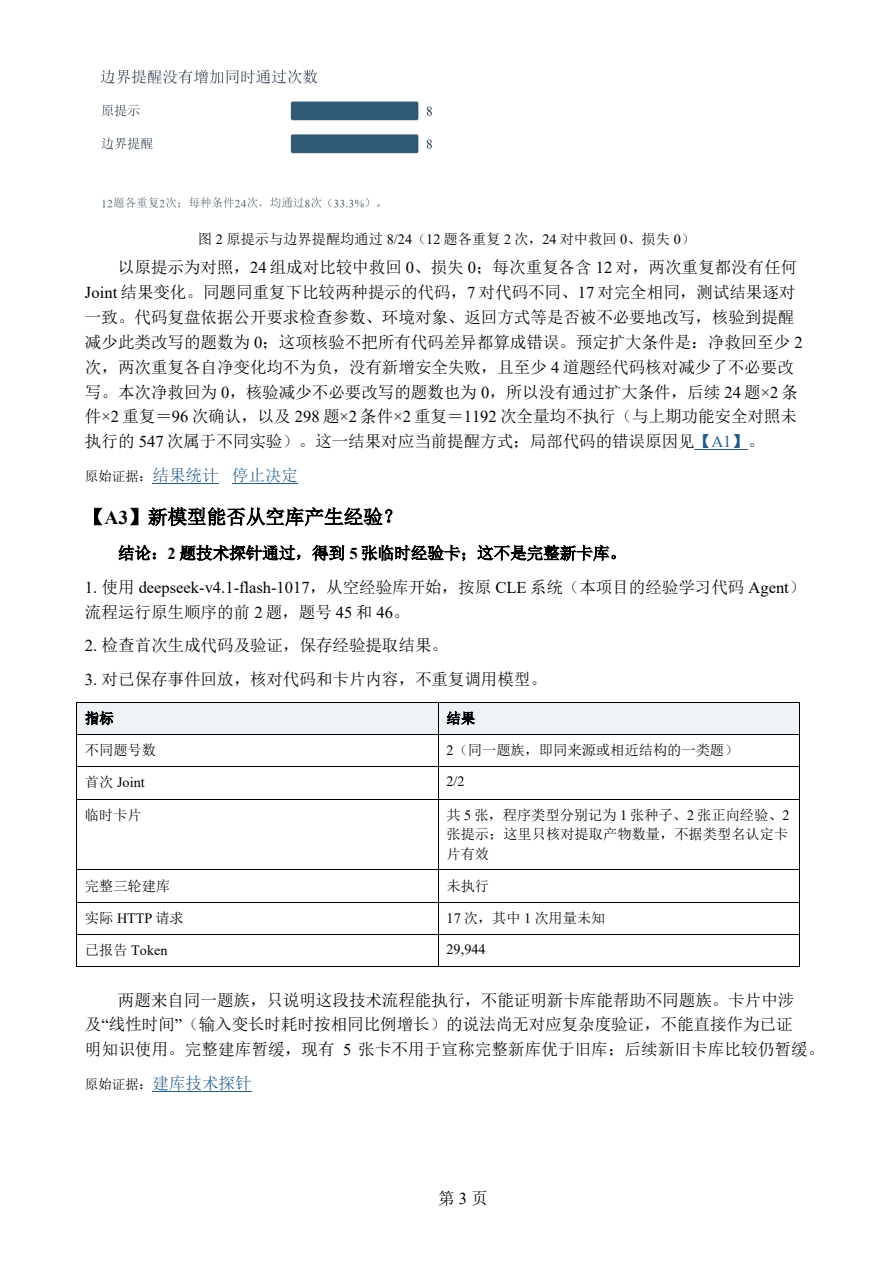 边界提醒没有增加同时通过次数
原提示 8
边界提醒 8
12题各重复2次；每种条件24次，均通过8次（33.3%）。
图 2 原提示与边界提醒均通过 8/24（12 题各重复 2 次，24 对中救回 0、损失 0）
以原提示为对照，24 组成对比较中救回 0、损失 0；每次重复各含 12 对，两次重复都没有任何
Joint 结果变化。同题同重复下比较两种提示的代码，7 对代码不同、17 对完全相同，测试结果逐对
一致。代码复盘依据公开要求检查参数、环境对象、返回方式等是否被不必要地改写，核验到提醒
减少此类改写的题数为 0；这项核验不把所有代码差异都算成错误。预定扩大条件是：净救回至少 2
次，两次重复各自净变化均不为负，没有新增安全失败，且至少 4 道题经代码核对减少了不必要改
写。本次净救回为 0，核验减少不必要改写的题数也为 0，所以没有通过扩大条件，后续 24 题×2 条
件×2 重复＝96 次确认，以及 298 题×2 条件×2 重复＝1192 次全量均不执行（与上期功能安全对照未
执行的 547 次属于不同实验）。这一结果对应当前提醒方式；局部代码的错误原因见【A1】。
原始证据：结果统计 停止决定
【A3】新模型能否从空库产生经验？
结论：2 题技术探针通过，得到 5 张临时经验卡；这不是完整新卡库。
1. 使用 deepseek-v4.1-flash-1017，从空经验库开始，按原 CLE 系统（本项目的经验学习代码 Agent）
流程运行原生顺序的前 2 题，题号 45 和 46。
2. 检查首次生成代码及验证，保存经验提取结果。
3. 对已保存事件回放，核对代码和卡片内容，不重复调用模型。
指标 结果
不同题号数 2（同一题族，即同来源或相近结构的一类题）
首次 Joint 2/2
临时卡片 共 5 张，程序类型分别记为 1 张种子、2 张正向经验、2
张提示；这里只核对提取产物数量，不据类型名认定卡
片有效
完整三轮建库 未执行
实际 HTTP 请求 17 次，其中 1 次用量未知
已报告 Token 29,944
两题来自同一题族，只说明这段技术流程能执行，不能证明新卡库能帮助不同题族。卡片中涉
及“线性时间”（输入变长时耗时按相同比例增长）的说法尚无对应复杂度验证，不能直接作为已证
明知识使用。完整建库暂缓，现有 5 张卡不用于宣称完整新库优于旧库；后续新旧卡库比较仍暂缓。
原始证据：建库技术探针
第 3 页